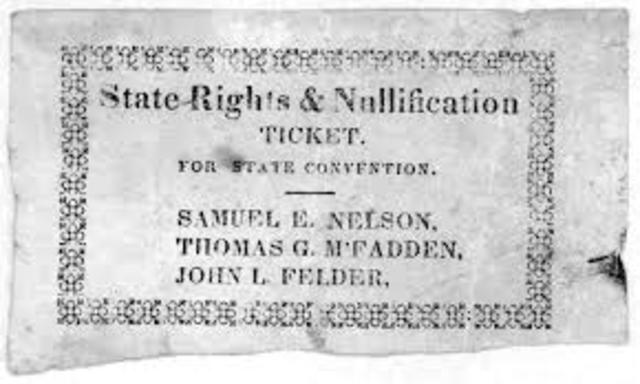 State Rights & Nullification
TICKET.
FOR STATE CONVENTION.
SAMUEL E. NELSON,
THOMAS G. M'FADDEN,
JOHN L. FELDER,